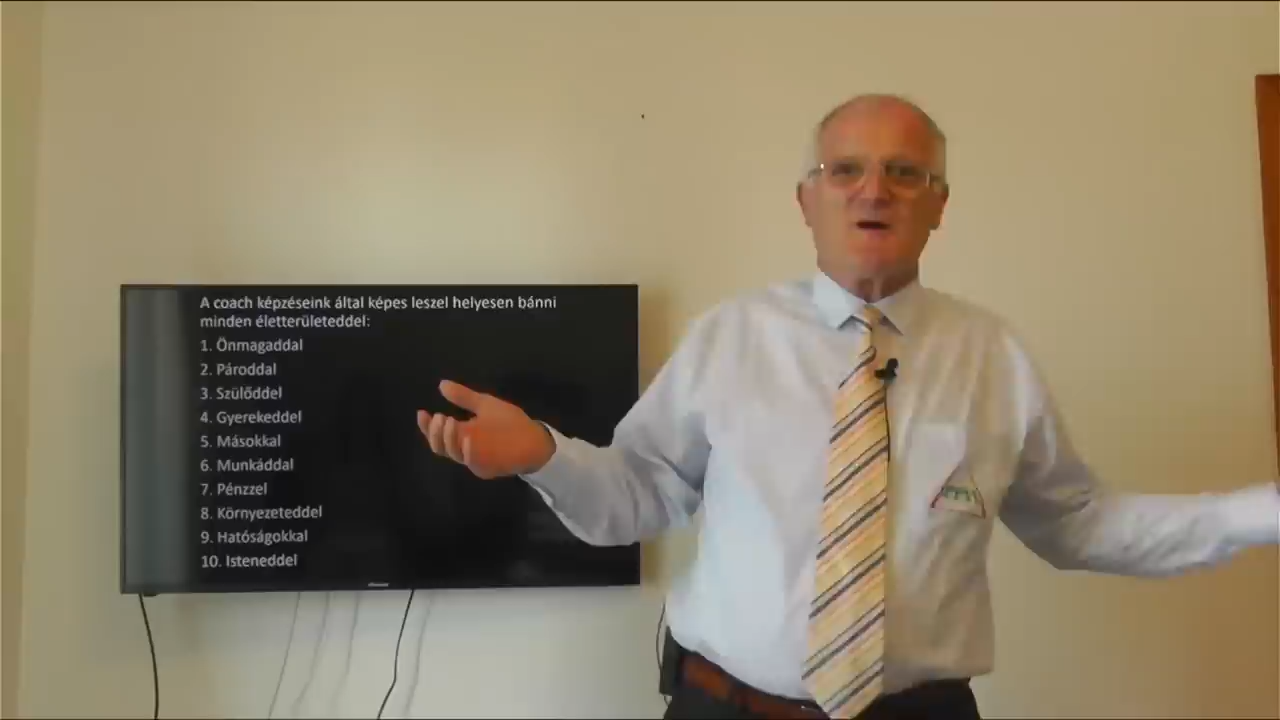 A coach képzéseink által képes leszel helyesen bánni
minden életterületeddel:
1. Önmagaddal
2. Pároddal
3. Szülőddel
4. Gyerekeddel
5. Másokkal
6. Munkáddal
7. Pénzzel
8. Környezeteddel
9. Hatóságokkal
10. Isteneddel